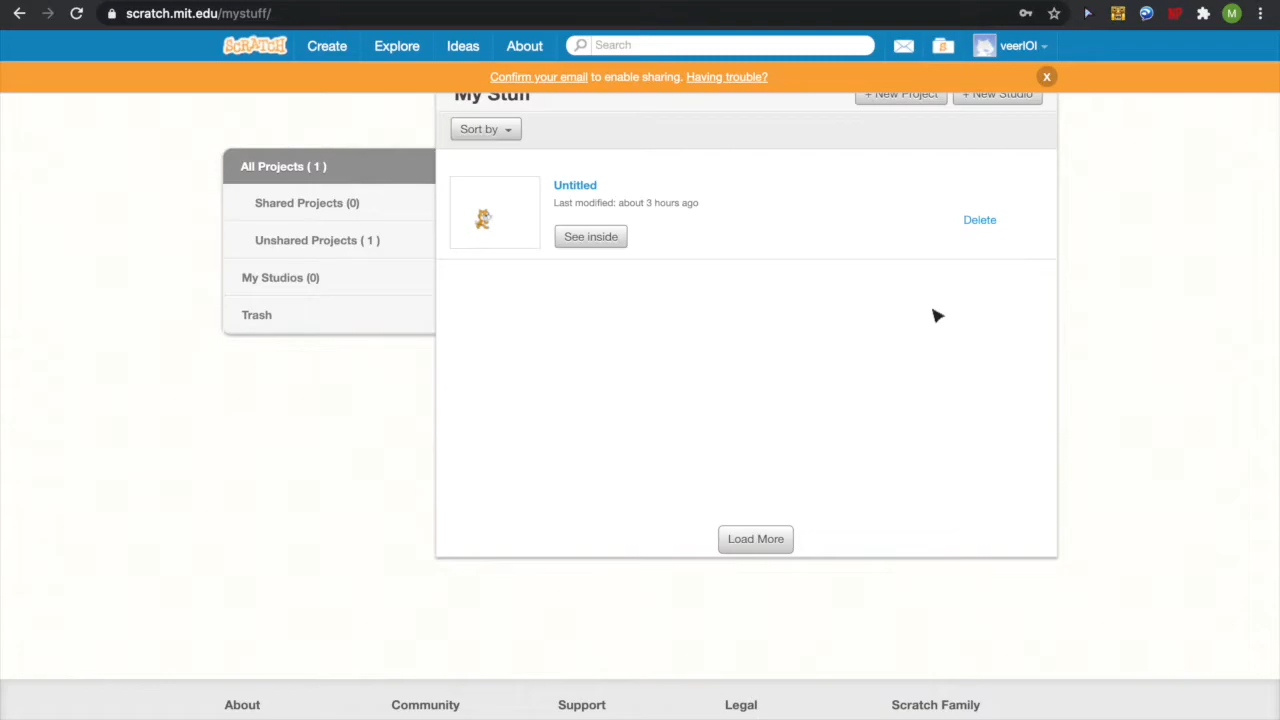 scratch.mit.edu/mystuff/
M
SCRATCH
Create
Explore
Ideas
About
Search
veerIOI
Confirm your email to enable sharing. Having trouble?
X
My Stuff
+ New Project
+ New Studio
Sort by
All Projects ( 1 )
Shared Projects (0)
Unshared Projects ( 1 )
My Studios (0)
Trash
Untitled
Last modified: about 3 hours ago
See inside
Delete
Load More
About
Community
Support
Legal
Scratch Family